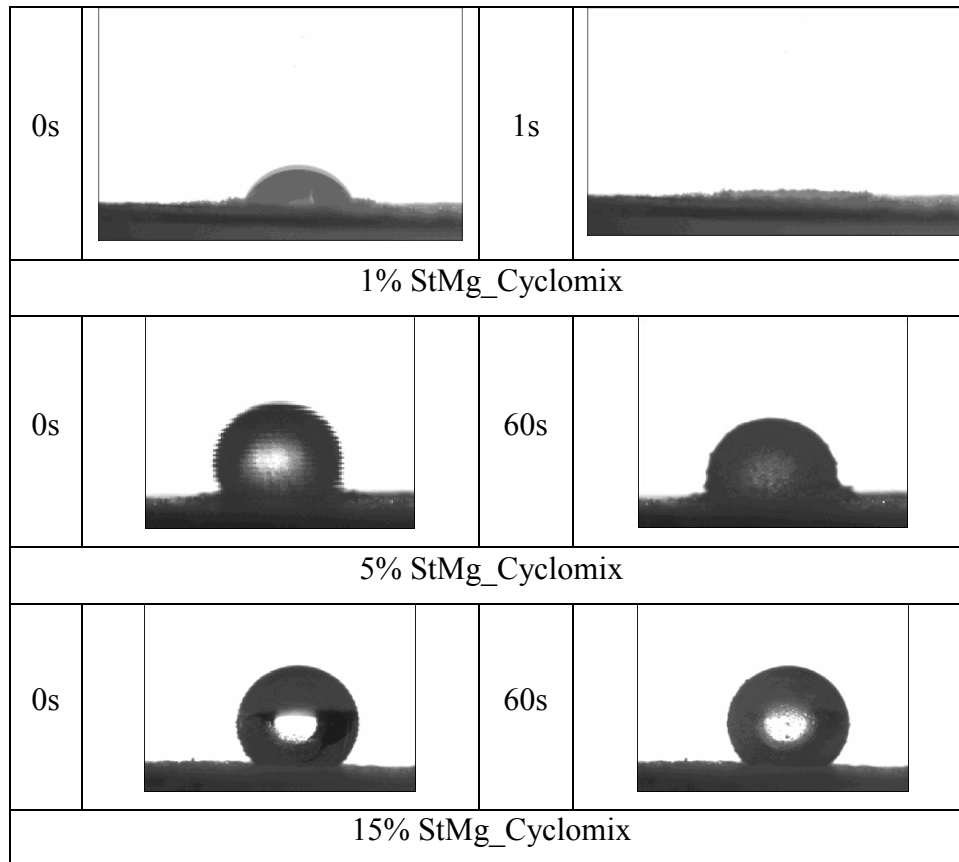 0s 1s
1% StMg_Cyclomix
0s 60s
5% StMg_Cyclomix
0s 60s
15% StMg_Cyclomix